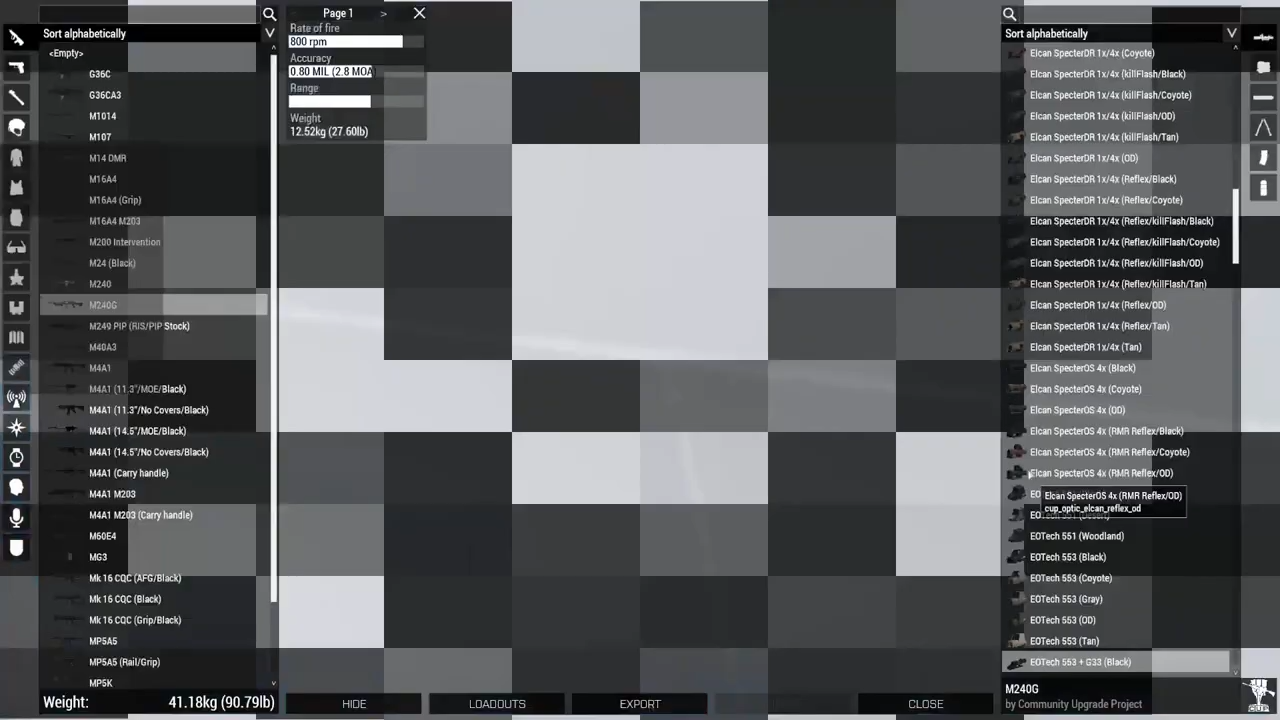 Sort alphabetically
<Empty>
G36C
G36CA3
M1014
M107
M14 DMR
M16A4
M16A4 (Grip)
M16A4 M203
M200 Intervention
M24 (Black)
M240
M240G
M249 PIP (RIS/PIP Stock)
M40A3
M4A1
M4A1 (11.3"/MOE/Black)
M4A1 (11.3"/No Covers/Black)
M4A1 (14.5"/MOE/Black)
M4A1 (14.5"/No Covers/Black)
M4A1 (Carry handle)
M4A1 M203
M4A1 M203 (Carry handle)
M60E4
MG3
Mk 16 CQC (AFG/Black)
Mk 16 CQC (Black)
Mk 16 CQC (Grip/Black)
MP5A5
MP5A5 (Rail/Grip)
MP5K
Weight: 41.18kg (90.79lb)
Page 1 >
Rate of fire
800 rpm
Accuracy
0.80 MIL (2.8 MOA)
Range
Weight
12.52kg (27.60lb)
HIDE
LOADOUTS
EXPORT
CLOSE
Sort alphabetically
Elcan SpecterDR 1x/4x (Coyote)
Elcan SpecterDR 1x/4x (killFlash/Black)
Elcan SpecterDR 1x/4x (killFlash/Coyote)
Elcan SpecterDR 1x/4x (killFlash/OD)
Elcan SpecterDR 1x/4x (killFlash/Tan)
Elcan SpecterDR 1x/4x (OD)
Elcan SpecterDR 1x/4x (Reflex/Black)
Elcan SpecterDR 1x/4x (Reflex/Coyote)
Elcan SpecterDR 1x/4x (Reflex/killFlash/Black)
Elcan SpecterDR 1x/4x (Reflex/killFlash/Coyote)
Elcan SpecterDR 1x/4x (Reflex/killFlash/OD)
Elcan SpecterDR 1x/4x (Reflex/killFlash/Tan)
Elcan SpecterDR 1x/4x (Reflex/OD)
Elcan SpecterDR 1x/4x (Reflex/Tan)
Elcan SpecterDR 1x/4x (Tan)
Elcan SpecterOS 4x (Black)
Elcan SpecterOS 4x (Coyote)
Elcan SpecterOS 4x (OD)
Elcan SpecterOS 4x (RMR Reflex/Black)
Elcan SpecterOS 4x (RMR Reflex/Coyote)
Elcan SpecterOS 4x (RMR Reflex/OD)
Elcan SpecterOS 4x (RMR Reflex/OD)
cup_optic_elcan_reflex_od
EOTech 551 (Desert)
EOTech 551 (Woodland)
EOTech 553 (Black)
EOTech 553 (Coyote)
EOTech 553 (Gray)
EOTech 553 (OD)
EOTech 553 (Tan)
EOTech 553 + G33 (Black)
M240G
by Community Upgrade Project
CUP